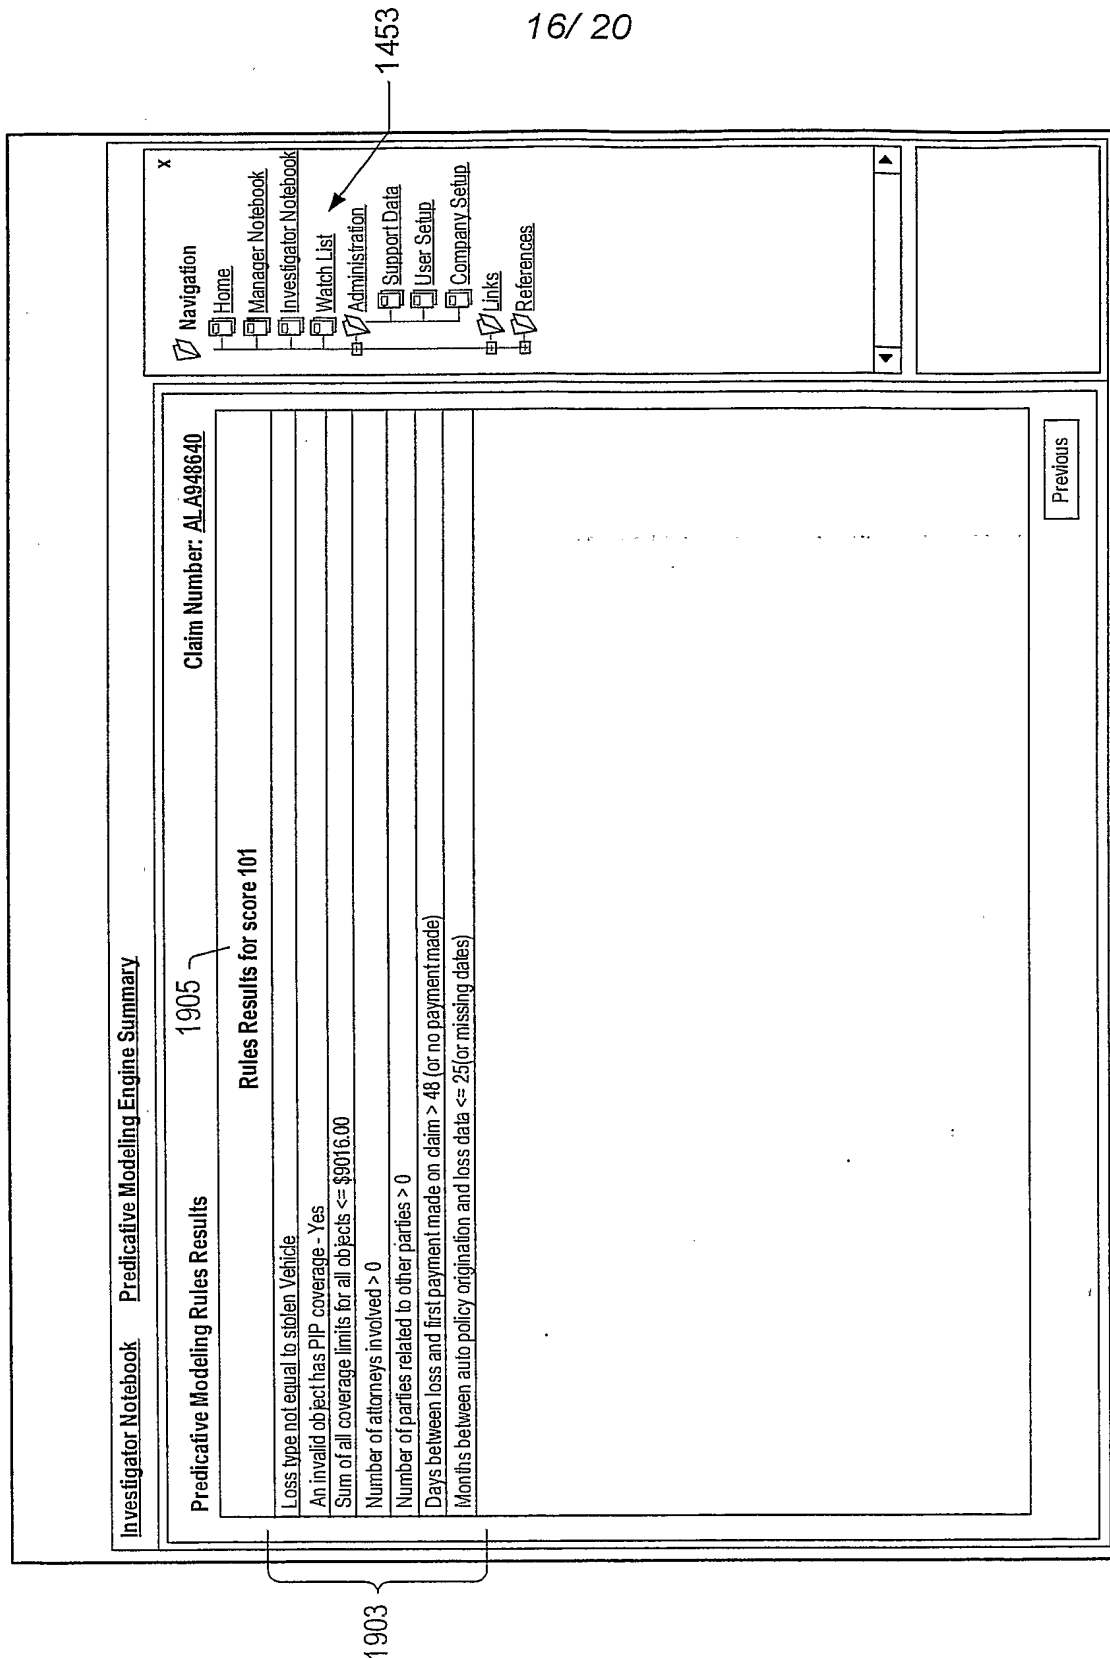 16/ 20
Investigator Notebook Predicative Modeling Engine Summary
Predicative Modeling Rules Results
1905
Claim Number: ALA948640
Rules Results for score 101
Loss type not equal to stolen Vehicle
An invalid object has PIP coverage - Yes
Sum of all coverage limits for all objects <= $9016.00
Number of attorneys involved > 0
Number of parties related to other parties > 0
Days between loss and first payment made on claim > 48 (or no payment made)
Months between auto policy origination and loss data <= 25(or missing dates)
1903
Previous
Navigation
X
Home
Manager Notebook
Investigator Notebook
Watch List
Administration
Support Data
User Setup
Company Setup
Links
References
1453